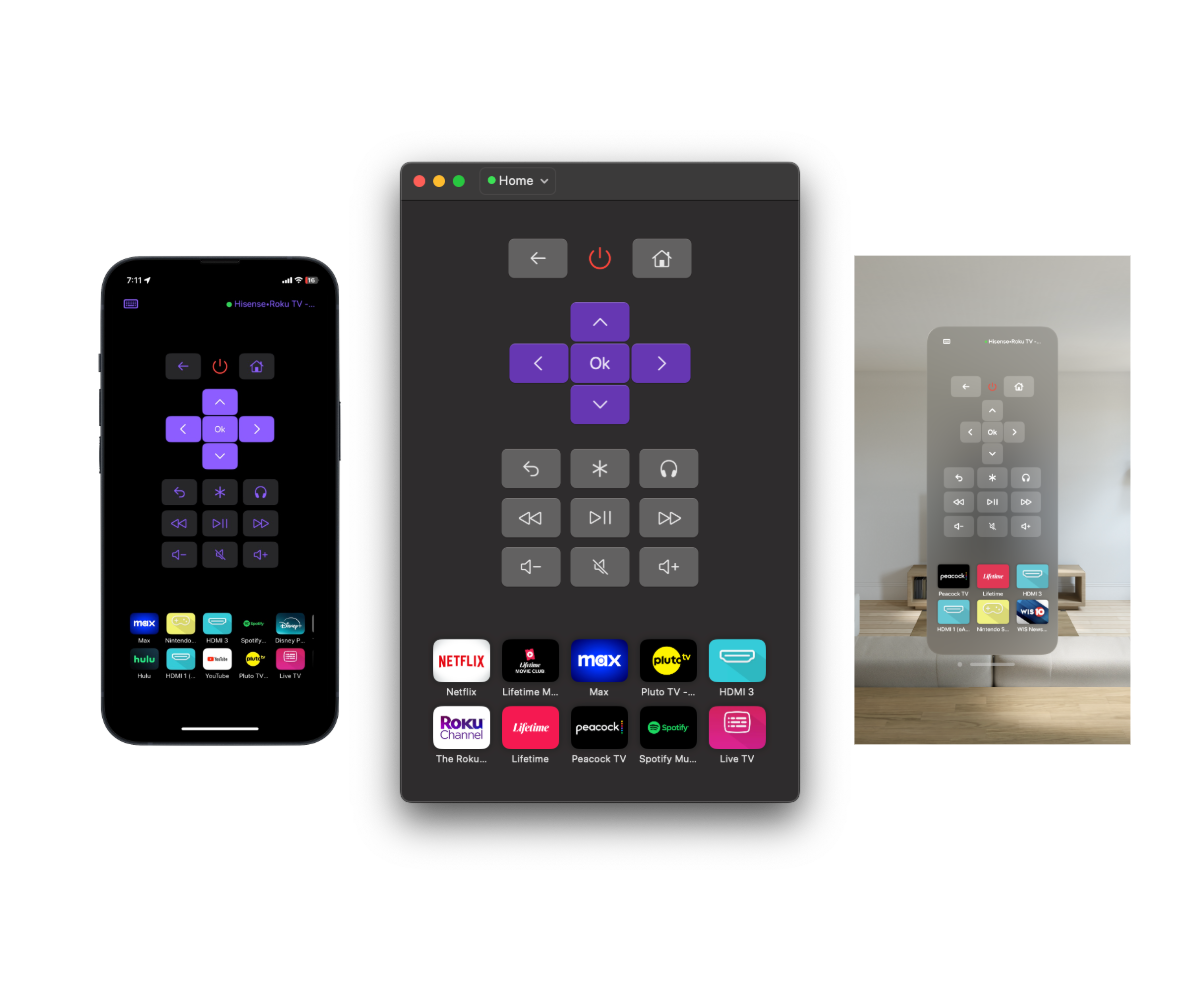 7:11
16
Hisense•Roku TV -...
Ok
max
Spotify
Disney+
Max
Nintendo...
HDMI 3
Spotify...
Disney P...
hulu
YouTube
pluto tv
Hulu
HDMI 1 (...
YouTube
Pluto TV...
Live TV
Home
Ok
NETFLIX
Lifetime
MOVIE CLUB
max
pluto tv
Netflix
Lifetime M...
Max
Pluto TV -...
HDMI 3
Roku
Channel
Lifetime
peacock
Spotify
The Roku...
Lifetime
Peacock TV
Spotify Mu...
Live TV
Hisense•Roku TV -...
Ok
peacock
Lifetime
Peacock TV
Lifetime
HDMI 3
WIS10
HDMI 1 (eA...
Nintendo S...
WIS News...